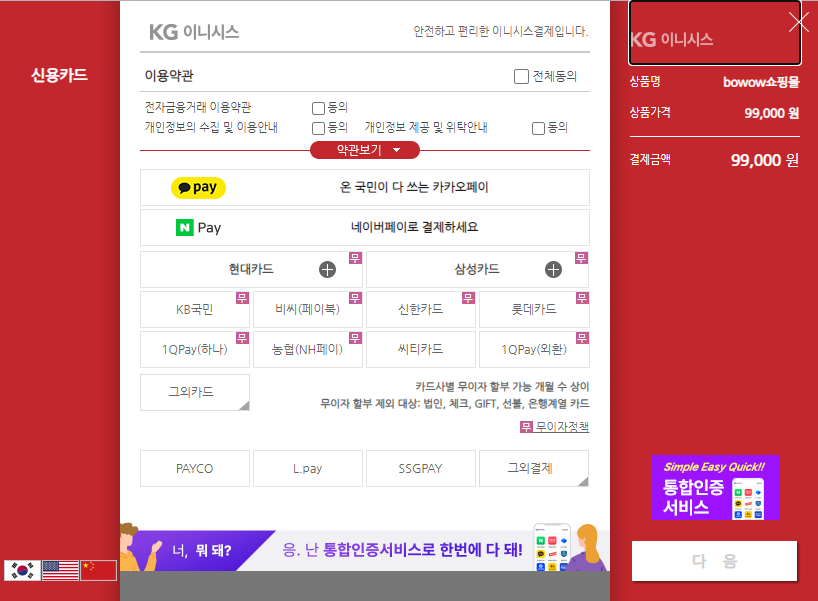 신용카드
KG 이니시스
안전하고 편리한 이니시스결제입니다.
이용약관
전체동의
전자금융거래 이용약관
동의
개인정보의 수집 및 이용안내
동의
개인정보 제공 및 위탁안내
동의
약관보기
pay
온 국민이 다 쓰는 카카오페이
N Pay
네이버페이로 결제하세요
현대카드
무
삼성카드
무
KB국민
무
비씨(페이북)
무
신한카드
무
롯데카드
무
1QPay(하나)
무
농협(NH페이)
무
씨티카드
1QPay(외환)
무
그외카드
카드사별 무이자 할부 가능 개월 수 상이
무이자 할부 제외 대상: 법인, 체크, GIFT, 선불, 은행계열 카드
무 무이자정책
PAYCO
L.pay
SSGPAY
그외결제
너, 뭐 돼?
응. 난 통합인증서비스로 한번에 다 돼!
KG 이니시스
상품명
bowow쇼핑몰
상품가격
99,000 원
결제금액
99,000 원
Simple Easy Quick!!
통합인증
서비스
다 음